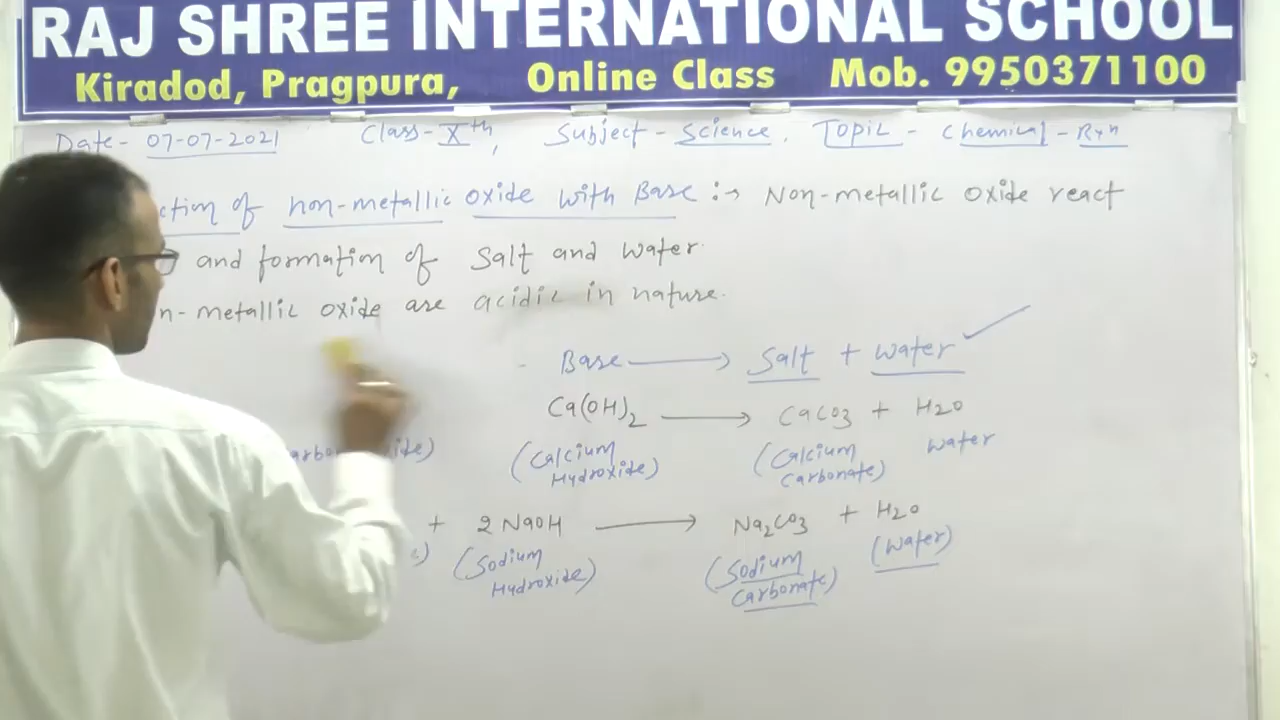 RAJ SHREE INTERNATIONAL SCHOOL
Kiradod, Pragpura, Online Class Mob. 9950371100
Date- 07-07-2021 Class- Xth, Subject- Science, Topic - Chemical - Rxn
ction of non-metallic oxide with Base :→ Non-metallic oxide react
and formation of Salt and Water.
n-metallic oxide are acidic in nature.
Base → Salt + Water ✓
Ca(OH)2 → CaCO3 + H2O
(Calcium Hydroxide) (Calcium Carbonate) Water
+ 2 NaOH → Na2CO3 + H2O
(Sodium Hydroxide) (Sodium Carbonate) (Water)